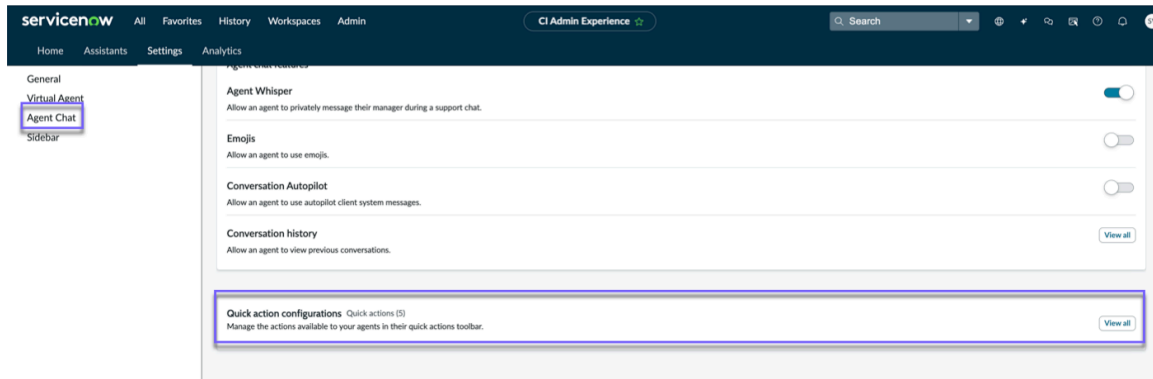 servicenow All Favorites History Workspaces Admin CI Admin Experience Search
Home Assistants Settings Analytics
General
Virtual Agent
Agent Chat
Sidebar
Agent chat features
Agent Whisper
Allow an agent to privately message their manager during a support chat.
Emojis
Allow an agent to use emojis.
Conversation Autopilot
Allow an agent to use autopilot client system messages.
Conversation history
View all
Allow an agent to view previous conversations.
Quick action configurations Quick actions (5)
View all
Manage the actions available to your agents in their quick actions toolbar.